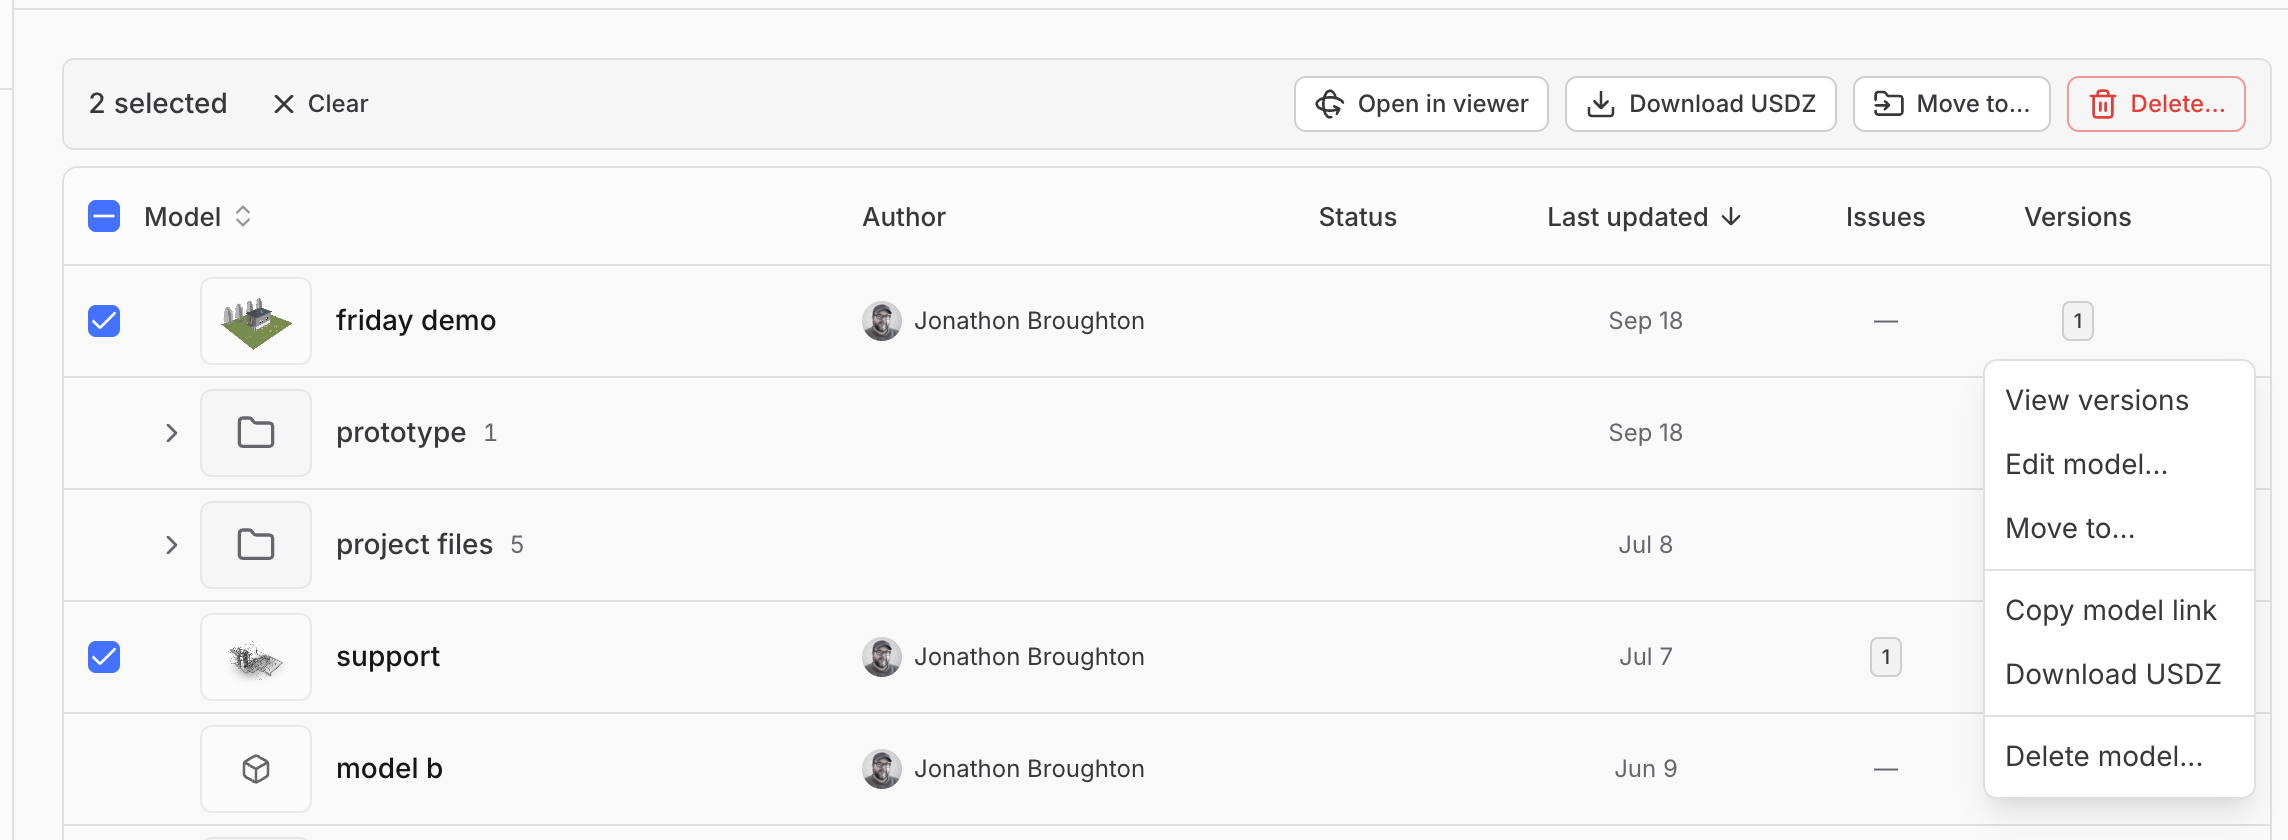 2 selected Clear Open in viewer Download USDZ Move to... Delete...
Model Author Status Last updated Issues Versions
friday demo Jonathon Broughton Sep 18 — 1
prototype 1 Sep 18
project files 5 Jul 8
support Jonathon Broughton Jul 7 1
model b Jonathon Broughton Jun 9 —
View versions
Edit model...
Move to...
Copy model link
Download USDZ
Delete model...